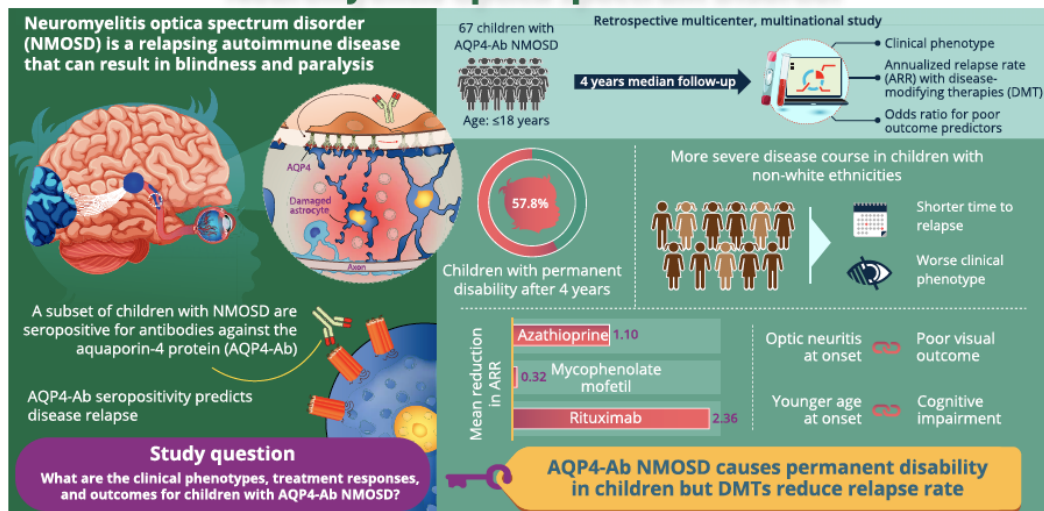 Neuromyelitis optica spectrum disorder
(NMOSD) is a relapsing autoimmune disease
that can result in blindness and paralysis
AQP4
Damaged
astrocyte
Axon
A subset of children with NMOSD are
seropositive for antibodies against the
aquaporin-4 protein (AQP4-Ab)
AQP4-Ab seropositivity predicts
disease relapse
Study question
What are the clinical phenotypes, treatment responses,
and outcomes for children with AQP4-Ab NMOSD?
67 children with
AQP4-Ab NMOSD
Age: ≤18 years
4 years median follow-up
Retrospective multicenter, multinational study
Clinical phenotype
Annualized relapse rate
(ARR) with disease-
modifying therapies (DMT)
Odds ratio for poor
outcome predictors
57.8%
Children with permanent
disability after 4 years
More severe disease course in children with
non-white ethnicities
Shorter time to
relapse
Worse clinical
phenotype
Mean reduction
in ARR
Azathioprine 1.10
0.32 Mycophenolate
mofetil
Rituximab 2.36
Optic neuritis
at onset
Poor visual
outcome
Younger age
at onset
Cognitive
impairment
AQP4-Ab NMOSD causes permanent disability
in children but DMTs reduce relapse rate